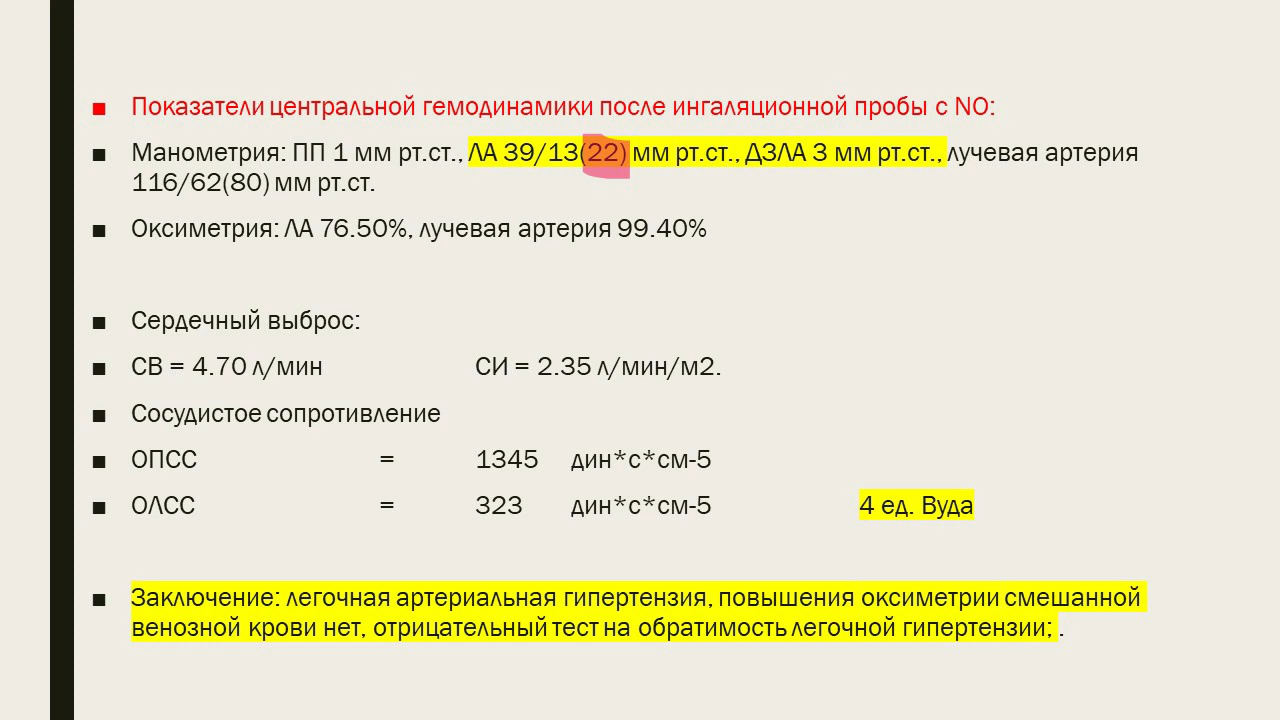 Показатели центральной гемодинамики после ингаляционной пробы с NO:
Манометрия: ПП 1 мм рт.ст., ЛА 39/13(22) мм рт.ст., ДЗЛА 3 мм рт.ст., лучевая артерия
116/62(80) мм рт.ст.
Оксиметрия: ЛА 76.50%, лучевая артерия 99.40%
Сердечный выброс:
СВ = 4.70 л/мин СИ = 2.35 л/мин/м2.
Сосудистое сопротивление
ОПСС = 1345 дин*с*см-5
ОЛСС = 323 дин*с*см-5 4 ед. Вуда
Заключение: легочная артериальная гипертензия, повышения оксиметрии смешанной
венозной крови нет, отрицательный тест на обратимость легочной гипертензии; .